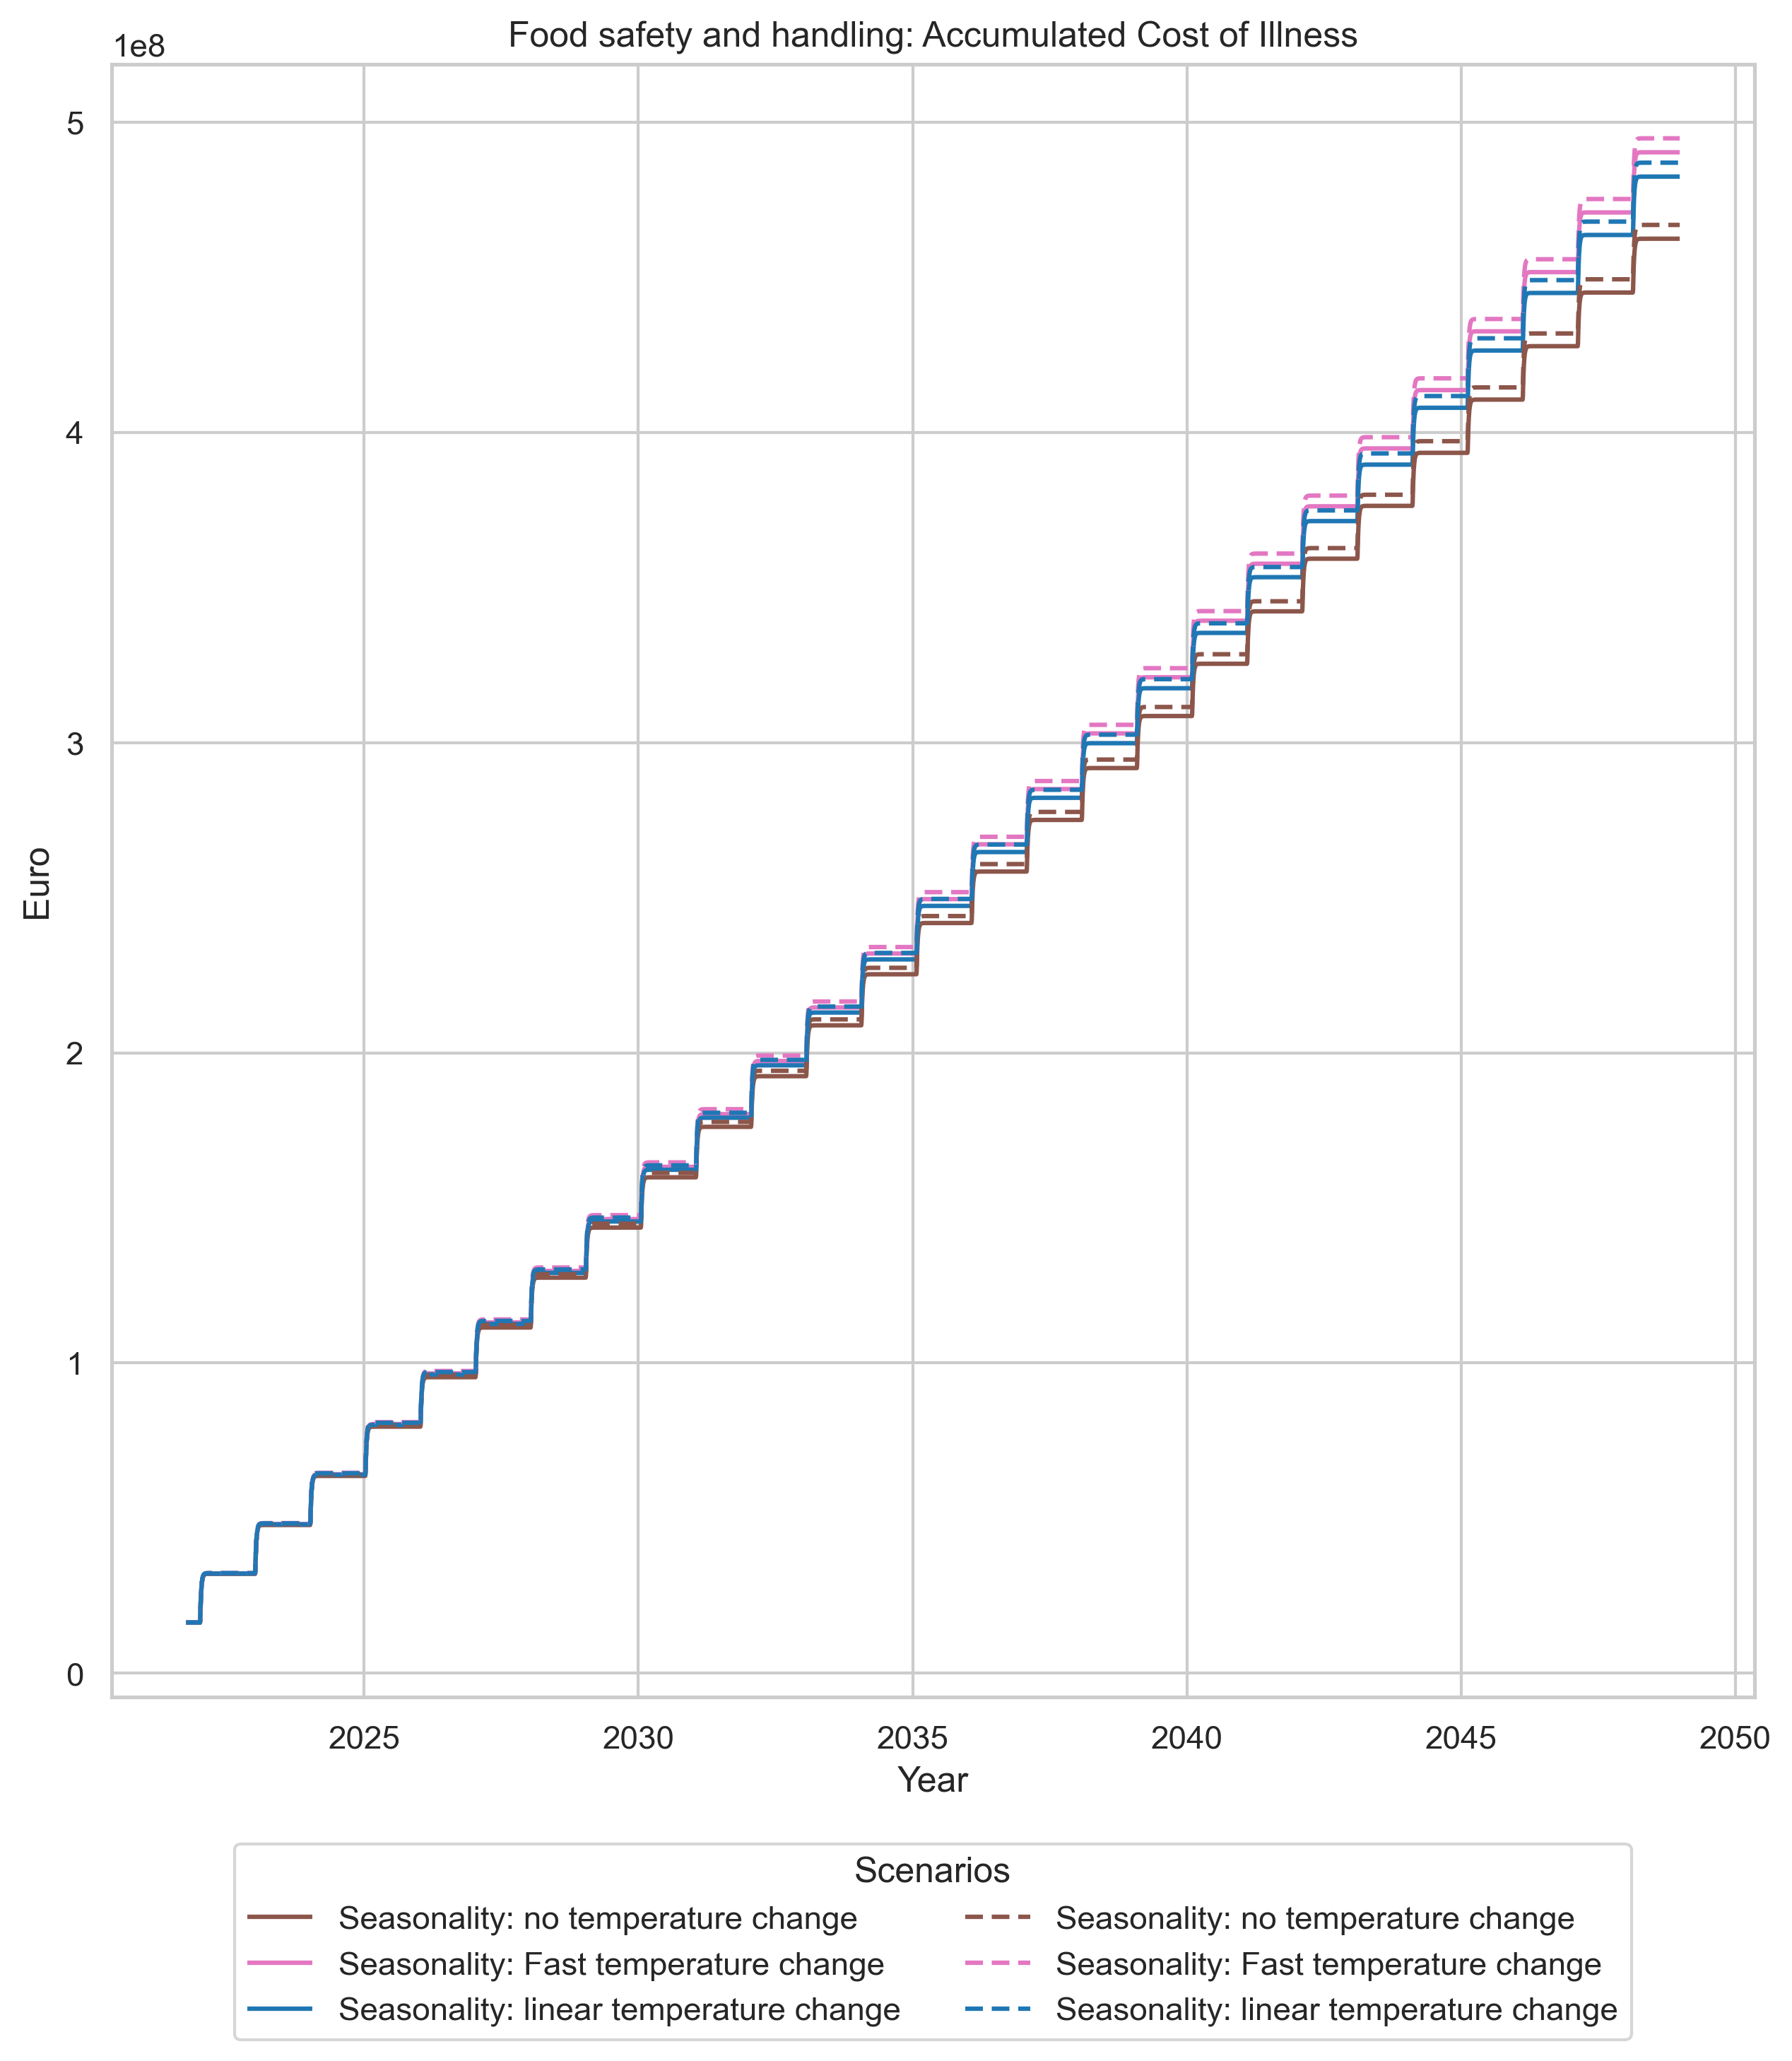 Food safety and handling: Accumulated Cost of Illness
1e8
5
4
3
2
1
0
Euro
2025 2030 2035 2040 2045 2050
Year
Scenarios
Seasonality: no temperature change Seasonality: no temperature change
Seasonality: Fast temperature change Seasonality: Fast temperature change
Seasonality: linear temperature change Seasonality: linear temperature change